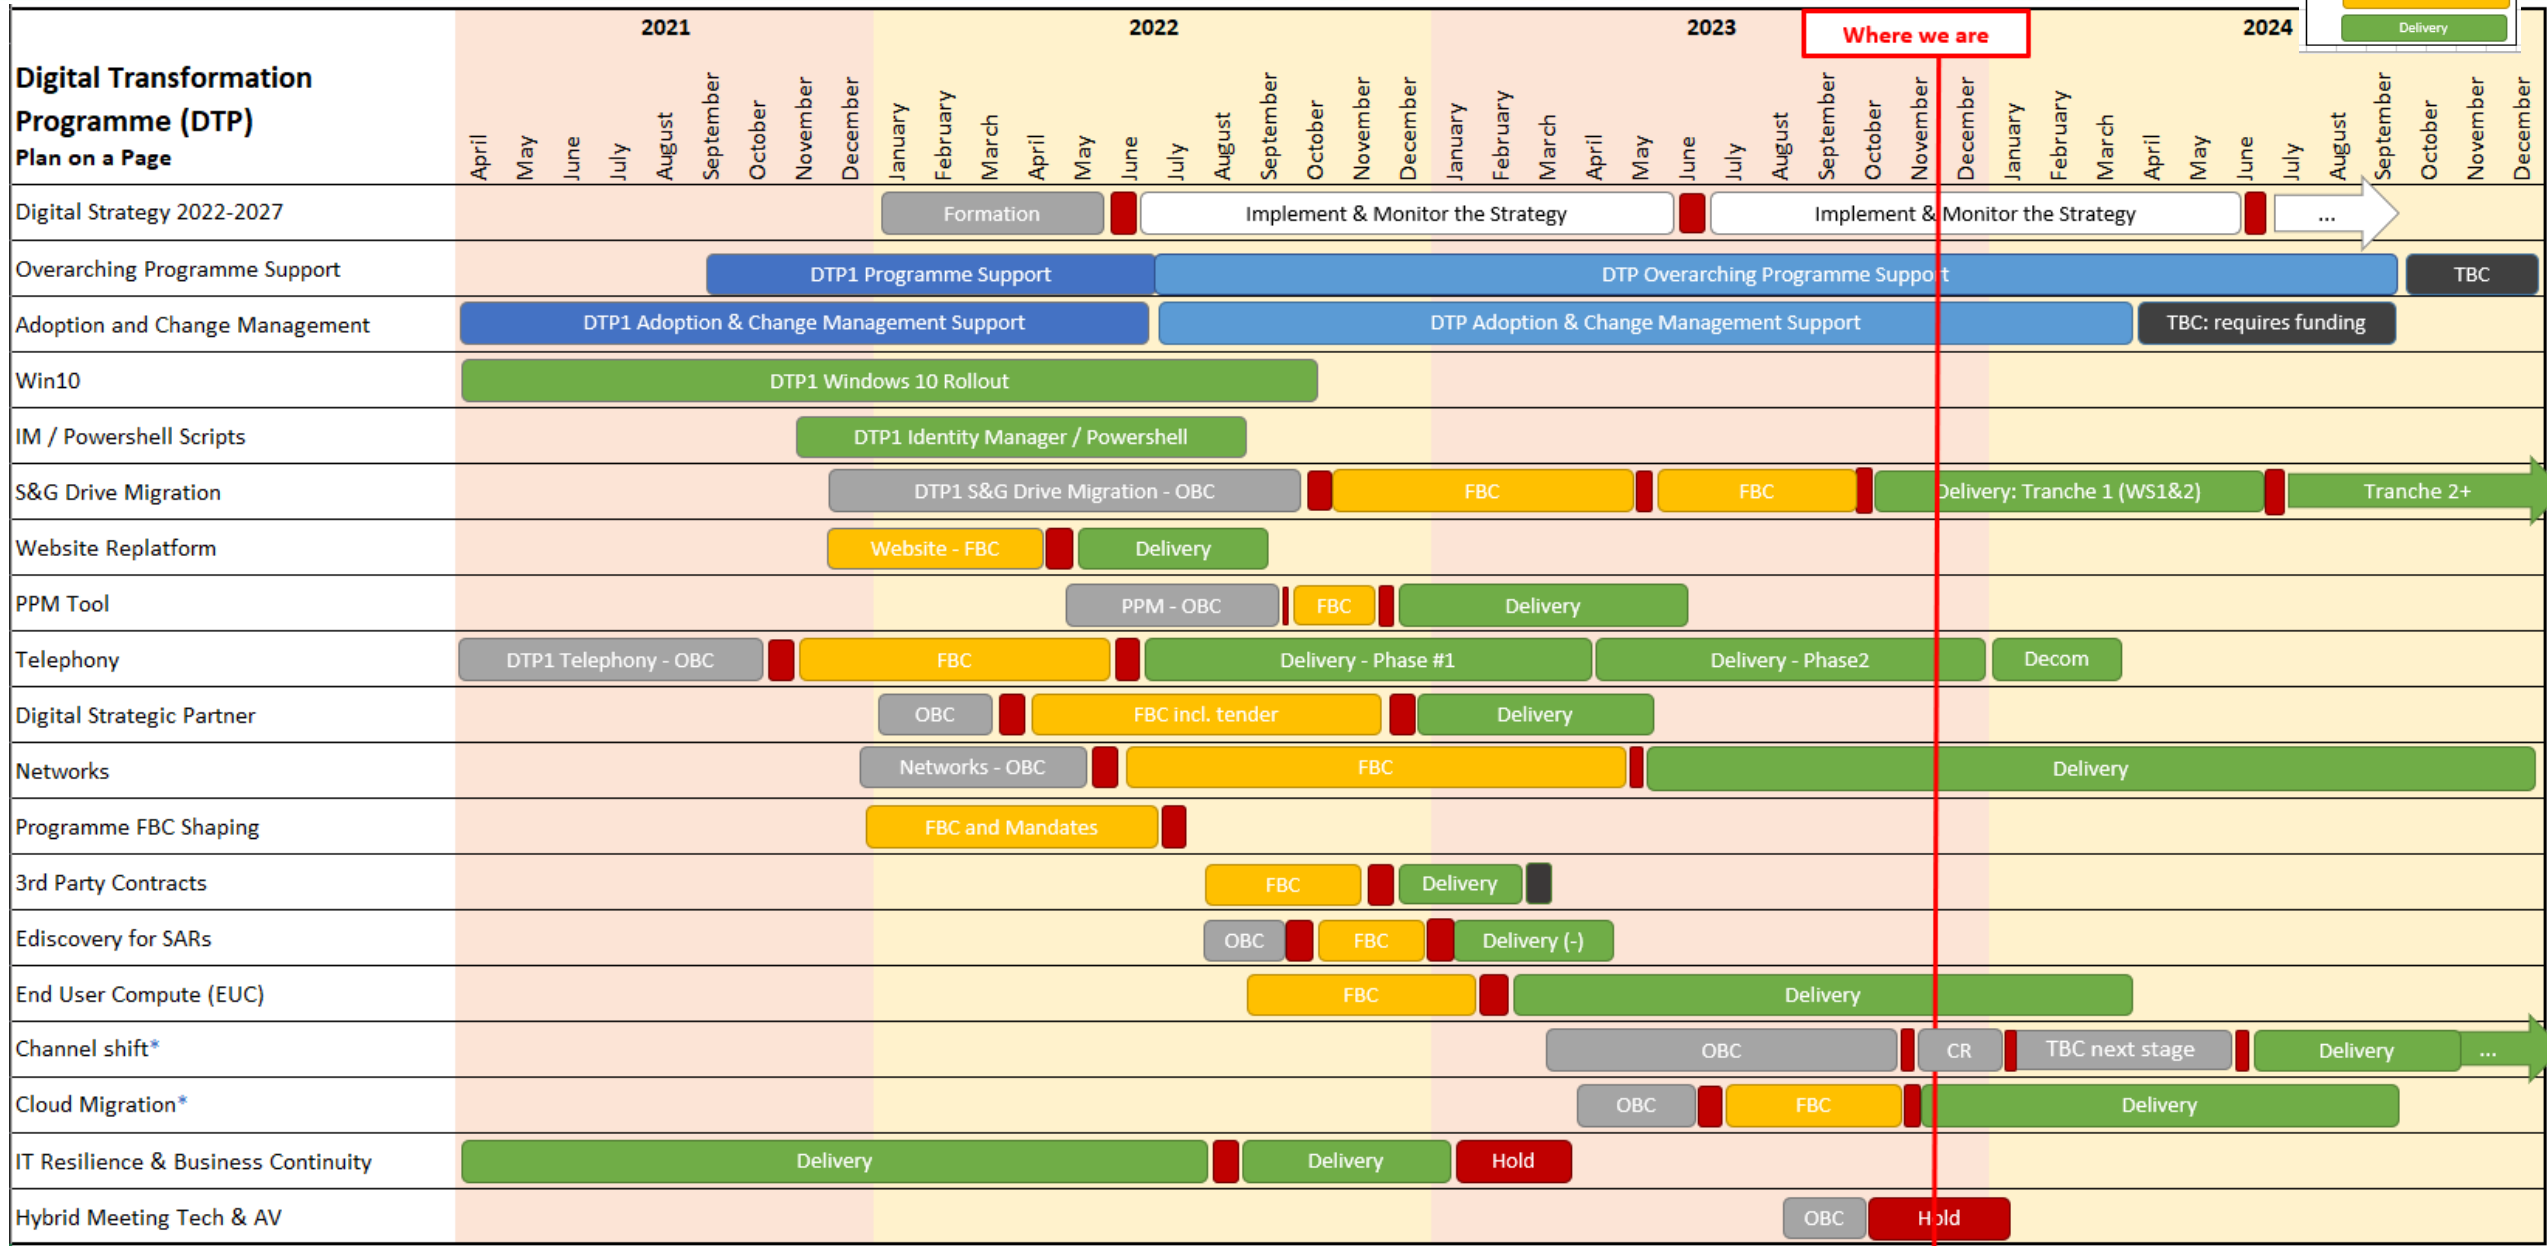 2021
2022
2023
2024
Where we are
Delivery
Digital Transformation
Programme (DTP)
Plan on a Page
April
May
June
July
August
September
October
November
December
January
February
March
April
May
June
July
August
September
October
November
December
January
February
March
April
May
June
July
August
September
October
November
December
January
February
March
April
May
June
July
August
September
October
November
December
Digital Strategy 2022-2027
Formation
Implement & Monitor the Strategy
Implement & Monitor the Strategy
...
Overarching Programme Support
DTP1 Programme Support
DTP Overarching Programme Support
TBC
Adoption and Change Management
DTP1 Adoption & Change Management Support
DTP Adoption & Change Management Support
TBC: requires funding
Win10
DTP1 Windows 10 Rollout
IM / Powershell Scripts
DTP1 Identity Manager / Powershell
S&G Drive Migration
DTP1 S&G Drive Migration - OBC
FBC
FBC
Delivery: Tranche 1 (WS1&2)
Tranche 2+
Website Replatform
Website - FBC
Delivery
PPM Tool
PPM - OBC
FBC
Delivery
Telephony
DTP1 Telephony - OBC
FBC
Delivery - Phase #1
Delivery - Phase2
Decom
Digital Strategic Partner
OBC
FBC incl. tender
Delivery
Networks
Networks - OBC
FBC
Delivery
Programme FBC Shaping
FBC and Mandates
3rd Party Contracts
FBC
Delivery
Ediscovery for SARs
OBC
FBC
Delivery (-)
End User Compute (EUC)
FBC
Delivery
Channel shift*
OBC
CR
TBC next stage
Delivery
...
Cloud Migration*
OBC
FBC
Delivery
IT Resilience & Business Continuity
Delivery
Delivery
Hold
Hybrid Meeting Tech & AV
OBC
Hold